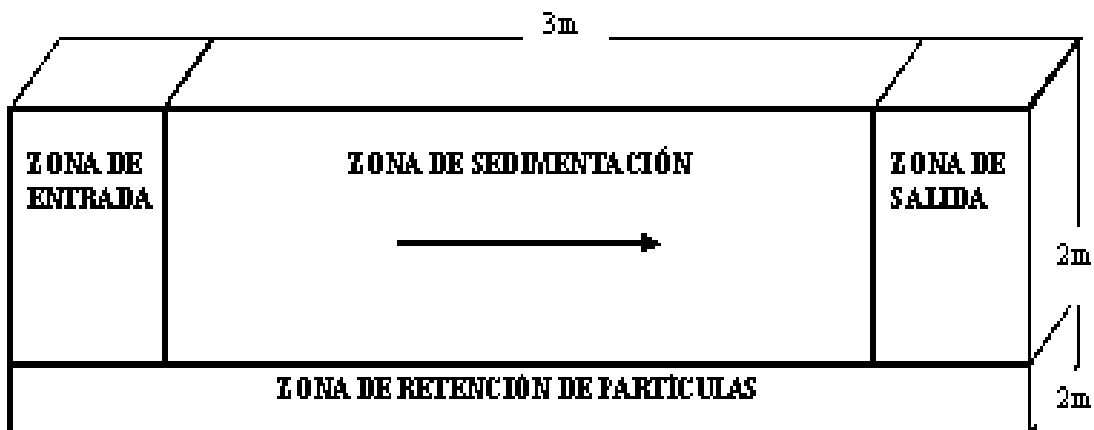 3m
ZONA DE
ENTRADA
ZONA DE SEDIMENTACIÓN
ZONA DE
SALIDA
2m
ZONA DE RETENCIÓN DE PARTÍCULAS
2m